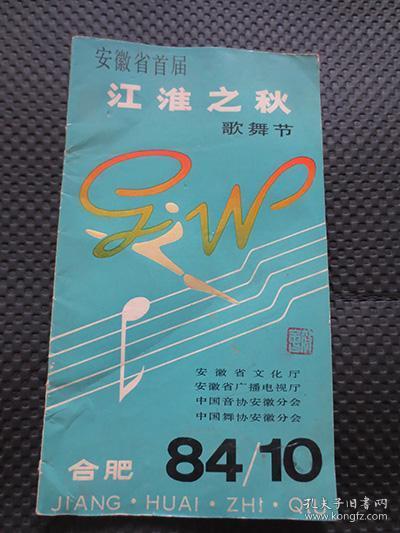 安徽省首届
江淮之秋
歌舞节
GW
安徽省文化厅
安徽省广播电视厅
中国音协安徽分会
中国舞协安徽分会
合肥 84/10
JIANG·HUAI·ZHI·QIU
孔夫子旧书网
www.kongfz.com